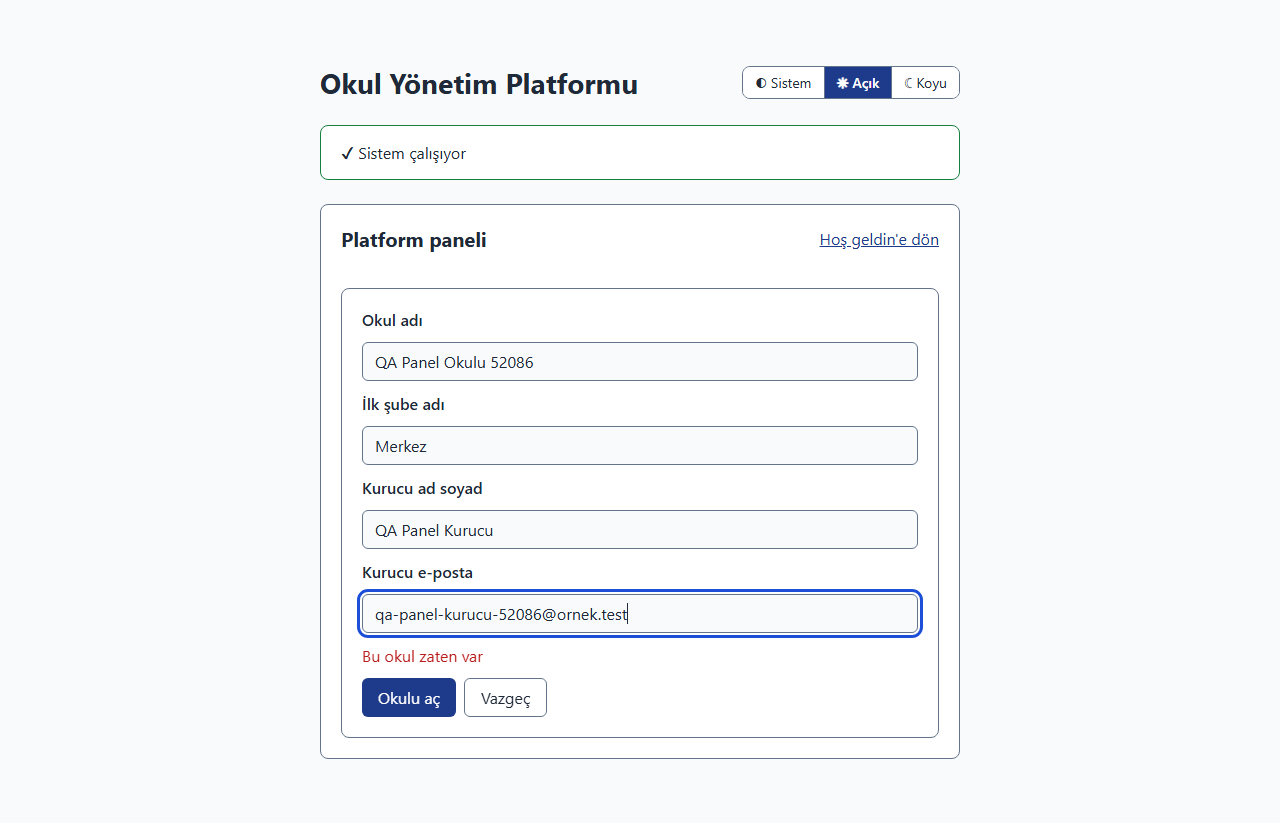 Okul Yönetim Platformu
◐ Sistem ✱ Açık ☾ Koyu
✓ Sistem çalışıyor
Platform paneli
Hoş geldin'e dön
Okul adı
QA Panel Okulu 52086
İlk şube adı
Merkez
Kurucu ad soyad
QA Panel Kurucu
Kurucu e-posta
qa-panel-kurucu-52086@ornek.test
Bu okul zaten var
Okulu aç Vazgeç